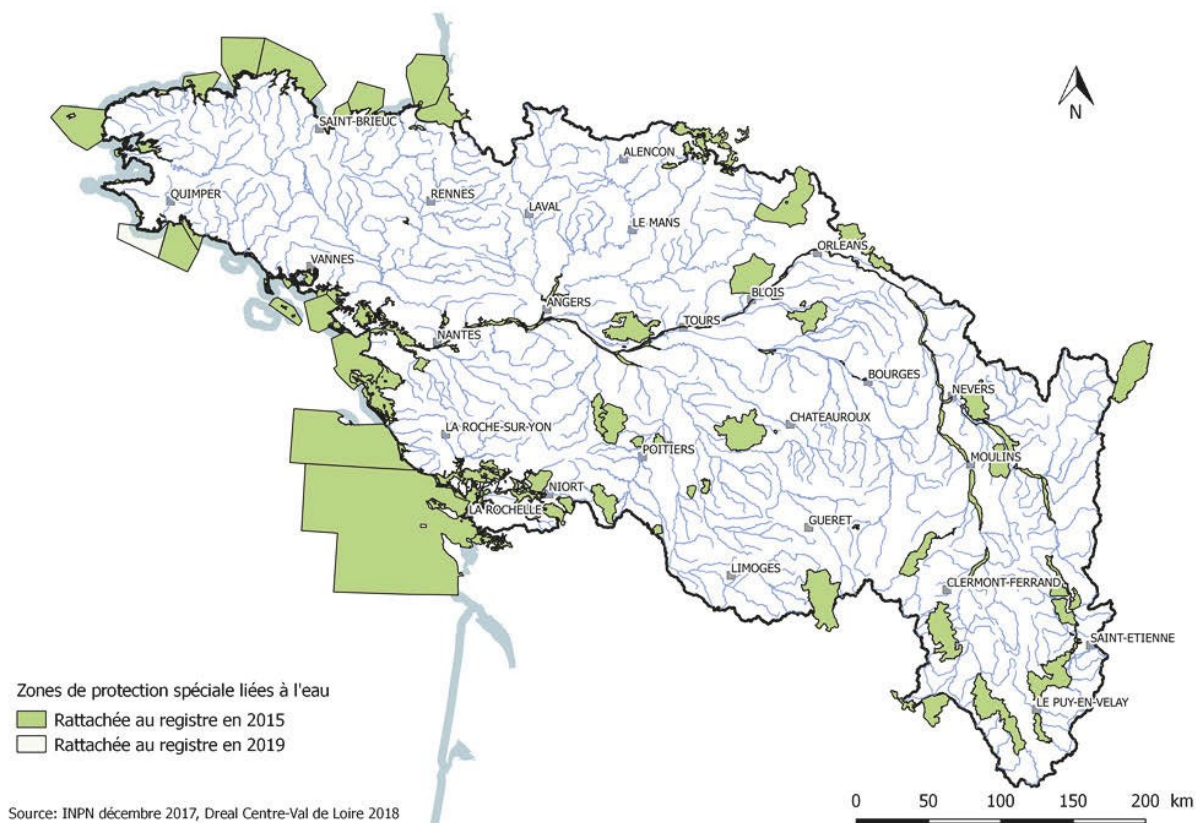 N
SAINT-BRIEUC
ALENCON
QUIMPER
RENNES
LAVAL
LE MANS
ORLEANS
VANNES
BLOIS
ANGERS
TOURS
NANTES
BOURGES
NEVERS
CHATEAUROUX
LA ROCHE-SUR-YON
POITIERS
MOULINS
NIORT
LA ROCHELLE
GUERET
LIMOGES
CLERMONT-FERRAND
SAINT-ETIENNE
LE PUY-EN-VELAY
Zones de protection spéciale liées à l'eau
Rattachée au registre en 2015
Rattachée au registre en 2019
Source: INPN décembre 2017, Dreal Centre-Val de Loire 2018
0 50 100 150 200 km